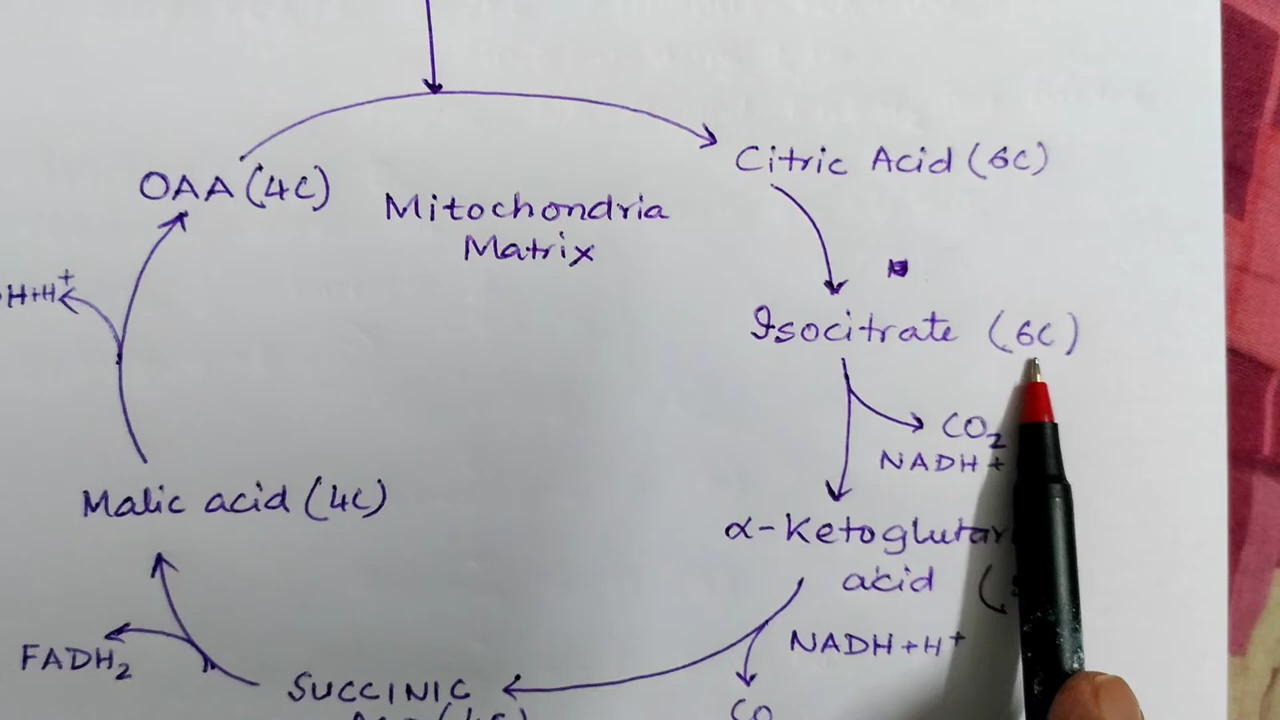 Citric Acid (6C)
OAA (4C)
Mitochondria
Matrix
H+H+
Isocitrate (6C)
CO2
NADH +
Malic acid (4C)
α-Ketoglutar
acid (
NADH + H+
FADH2
SUCCINIC
CO